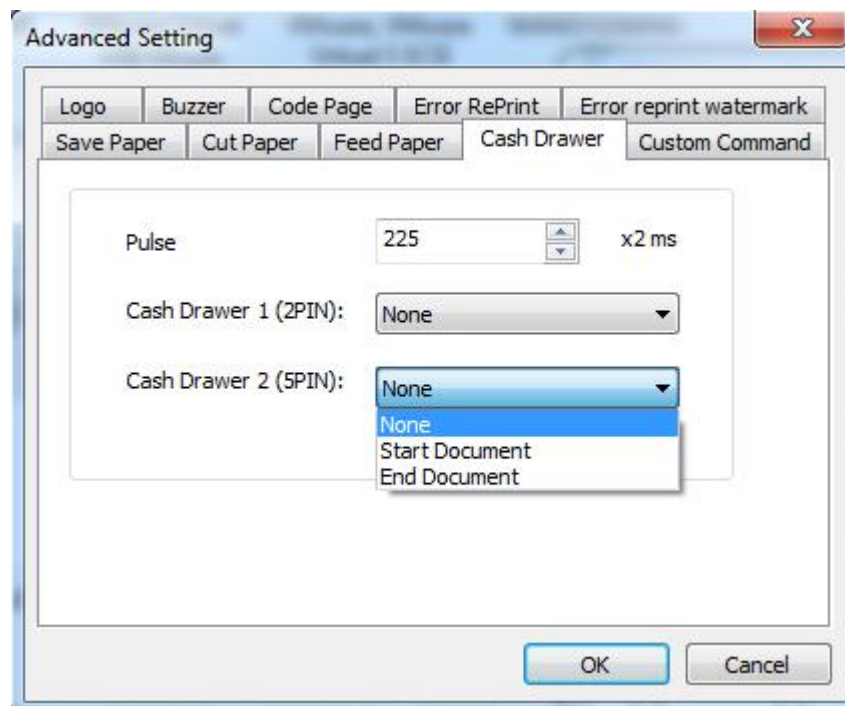 Advanced Setting
Logo Buzzer Code Page Error RePrint Error reprint watermark
Save Paper Cut Paper Feed Paper Cash Drawer Custom Command
Pulse 225 x2 ms
Cash Drawer 1 (2PIN): None
Cash Drawer 2 (5PIN): None
None
Start Document
End Document
OK Cancel